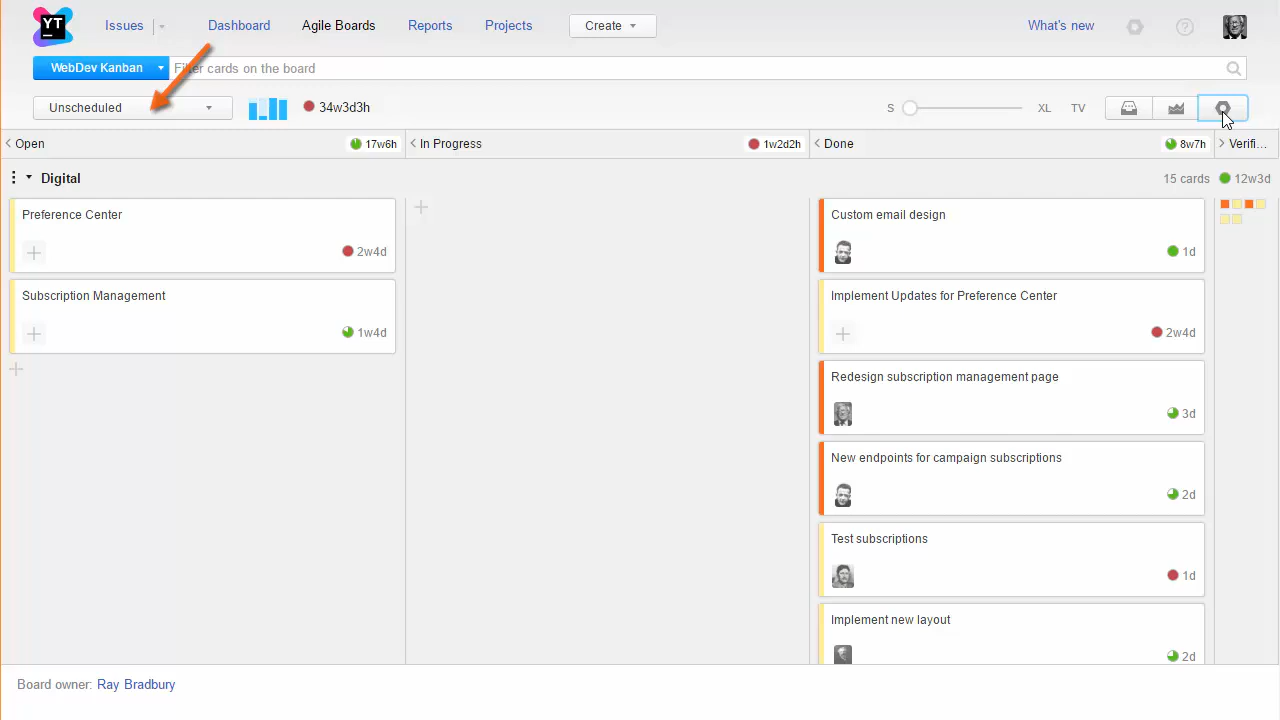 YT Issues Dashboard Agile Boards Reports Projects Create What's new
WebDev Kanban Filter cards on the board
Unscheduled 34w3d3h S XL TV
Open 17w6h In Progress 1w2d2h Done 8w7h Verifi...
Digital 15 cards 12w3d
Preference Center
2w4d
Subscription Management
1w4d
Custom email design
1d
Implement Updates for Preference Center
2w4d
Redesign subscription management page
3d
New endpoints for campaign subscriptions
2d
Test subscriptions
1d
Implement new layout
2d
Board owner: Ray Bradbury